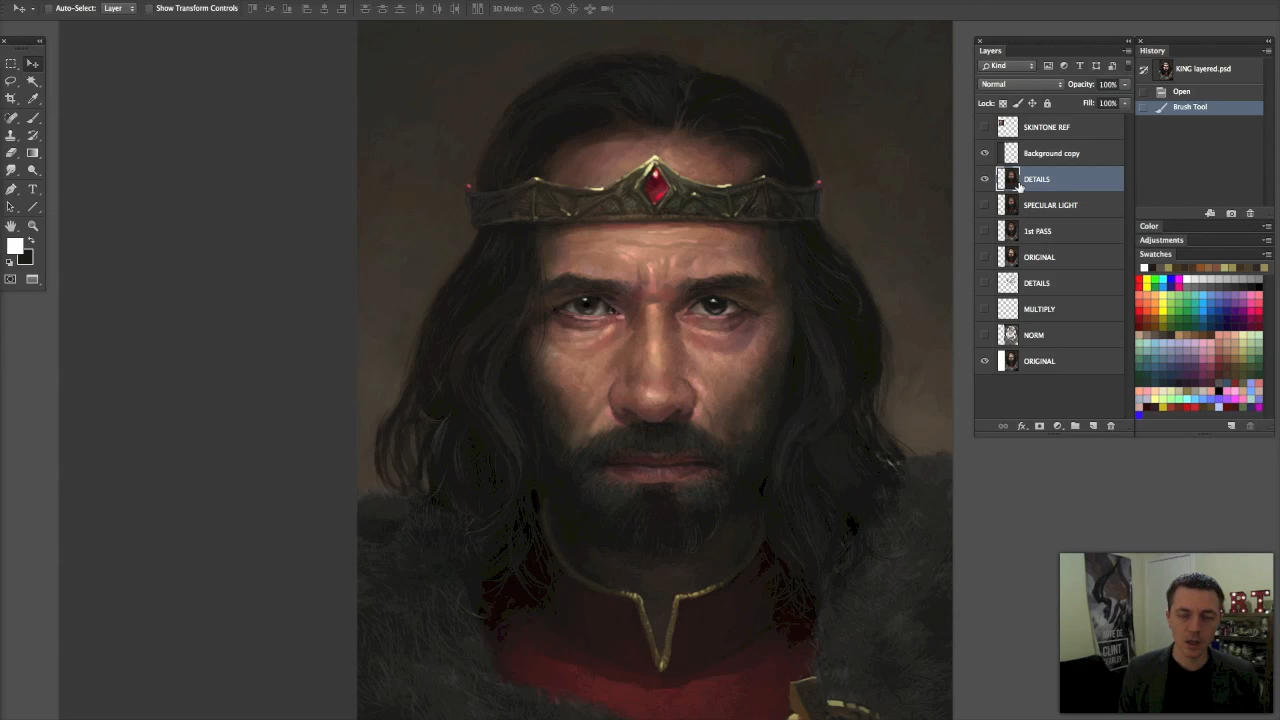 Auto-Select: Layer Show Transform Controls 3D Mode:
Layers
Kind
Normal Opacity: 100%
Lock: Fill: 100%
SKINTONE REF
Background copy
DETAILS
SPECULAR LIGHT
1st PASS
ORIGINAL
DETAILS
MULTIPLY
NORM
ORIGINAL
fx
History
KING layered.psd
Open
Brush Tool
Color
Adjustments
Swatches
CLINT